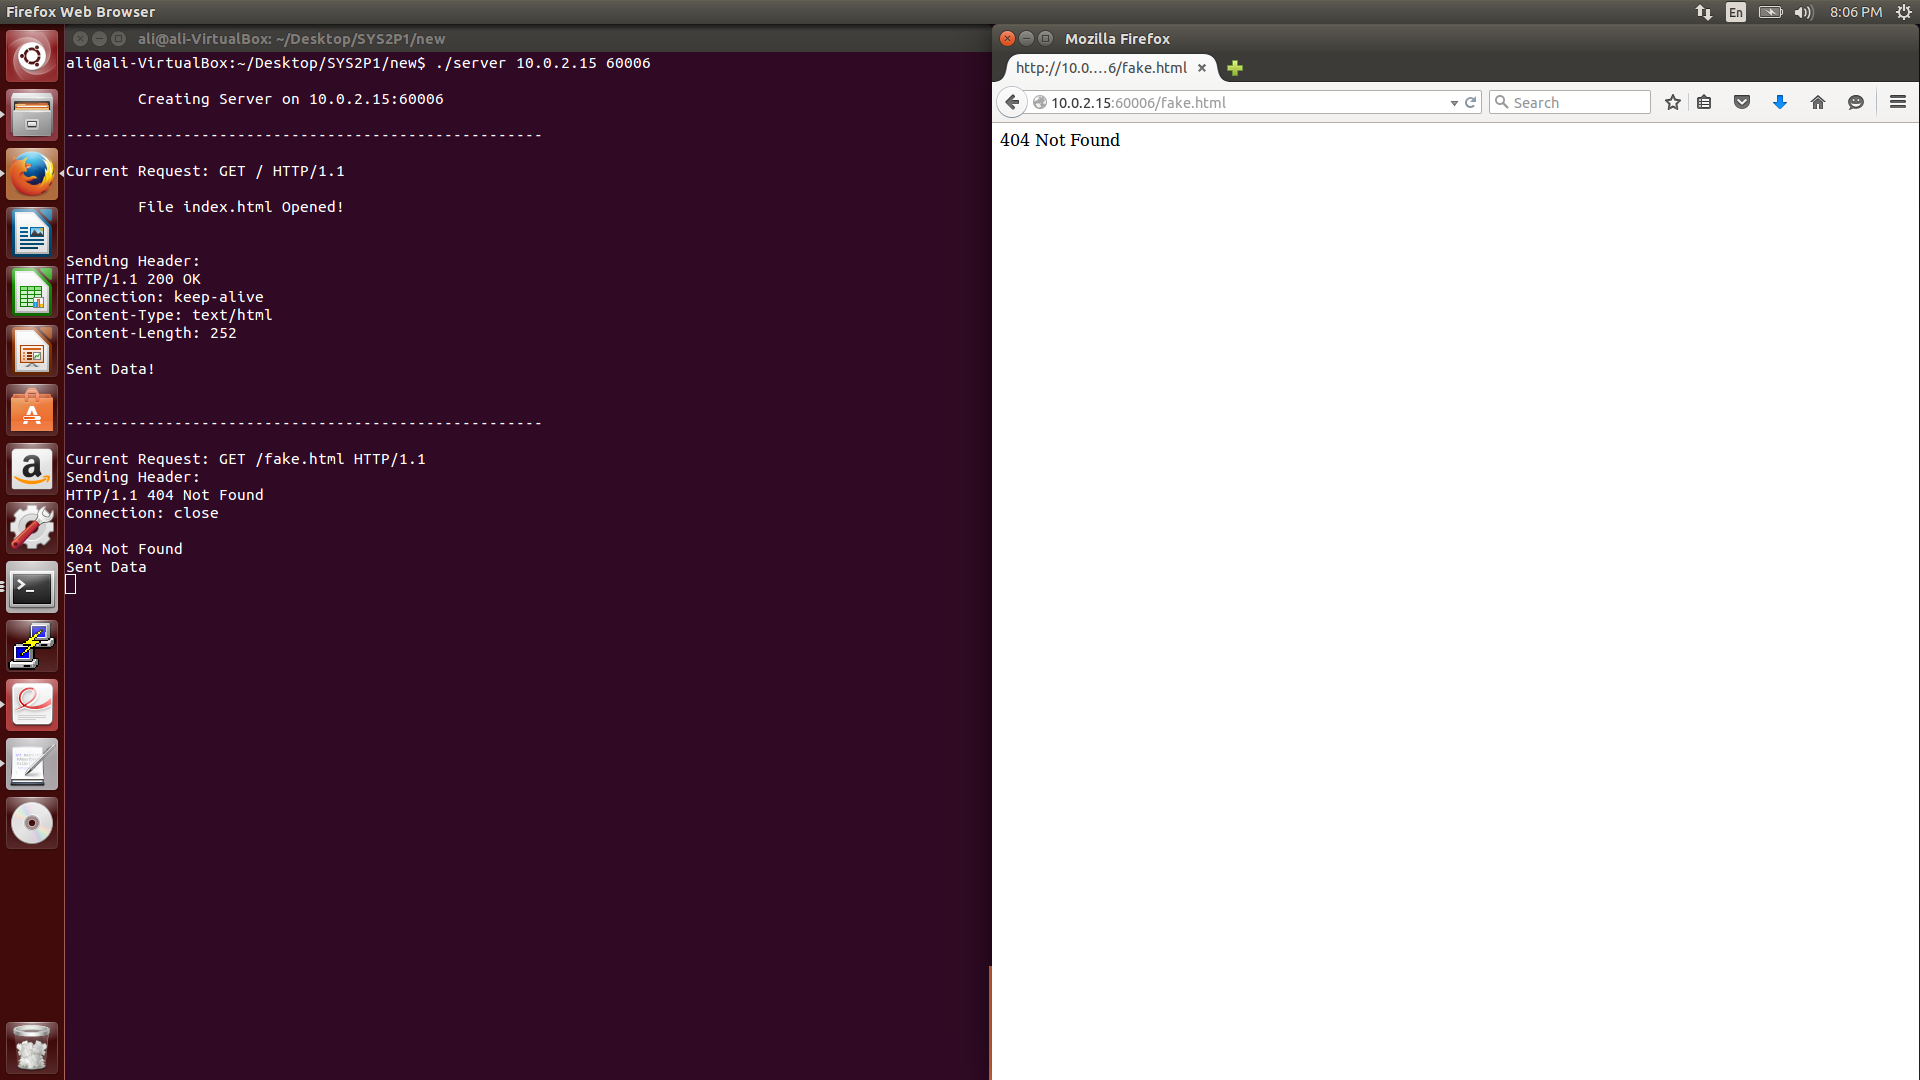 Firefox Web Browser
En
8:06 PM
ali@ali-VirtualBox: ~/Desktop/SYS2P1/new
ali@ali-VirtualBox:~/Desktop/SYS2P1/new$ ./server 10.0.2.15 60006
Creating Server on 10.0.2.15:60006
-----------------------------------------------------
Current Request: GET / HTTP/1.1
File index.html Opened!
Sending Header:
HTTP/1.1 200 OK
Connection: keep-alive
Content-Type: text/html
Content-Length: 252
Sent Data!
-----------------------------------------------------
Current Request: GET /fake.html HTTP/1.1
Sending Header:
HTTP/1.1 404 Not Found
Connection: close
404 Not Found
Sent Data
Mozilla Firefox
http://10.0....6/fake.html
10.0.2.15:60006/fake.html
Search
404 Not Found